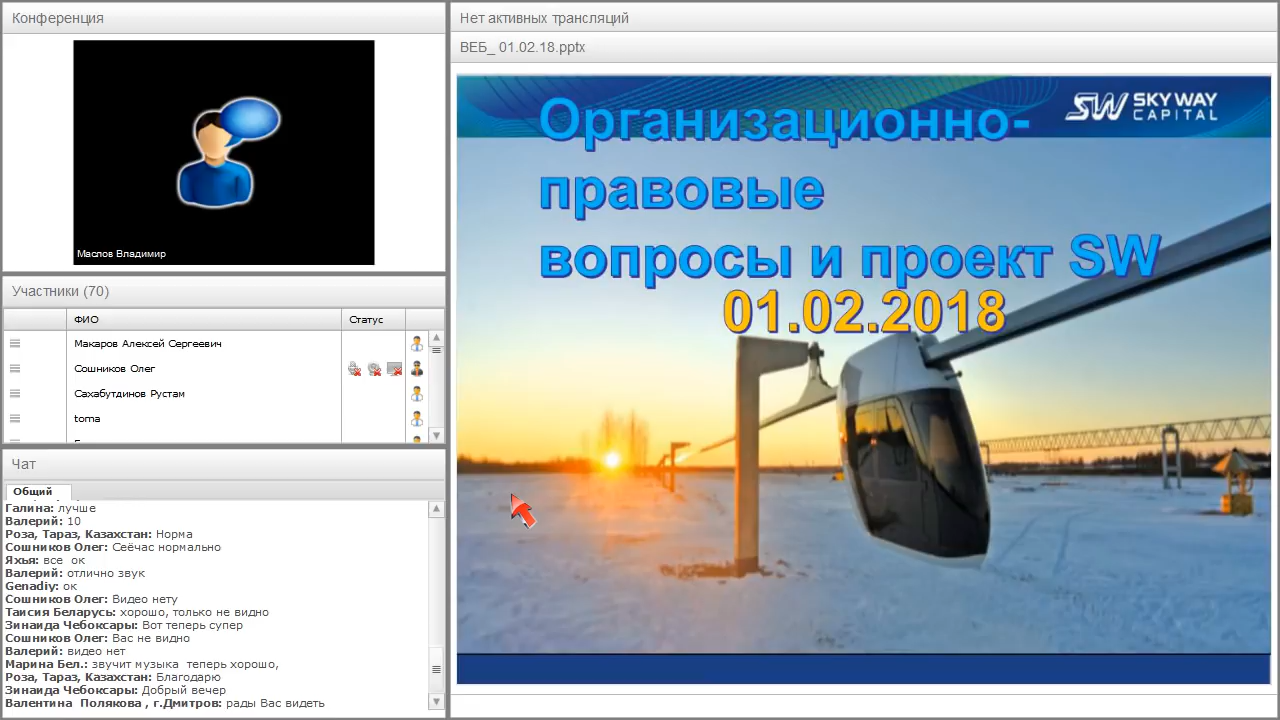 Конференция
Маслов Владимир
Участники (70)
ФИО
Статус
Макаров Алексей Сергеевич
Сошников Олег
Сахабутдинов Рустам
toma
Чат
Общий
Галина: лучше
Валерий: 10
Роза, Тараз, Казахстан: Норма
Сошников Олег: Сейчас нормально
Яхья: все ок
Валерий: отлично звук
Genadiy: ок
Сошников Олег: Видео нету
Таисия Беларусь: хорошо, только не видно
Зинаида Чебоксары: Вот теперь супер
Сошников Олег: Вас не видно
Валерий: видео нет
Марина Бел.: звучит музыка теперь хорошо,
Роза, Тараз, Казахстан: Благодарю
Зинаида Чебоксары: Добрый вечер
Валентина Полякова , г.Дмитров: рады Вас видеть
Нет активных трансляций
ВЕБ_ 01.02.18.pptx
SW SKY WAY
CAPITAL
Организационно-
правовые
вопросы и проект SW
01.02.2018